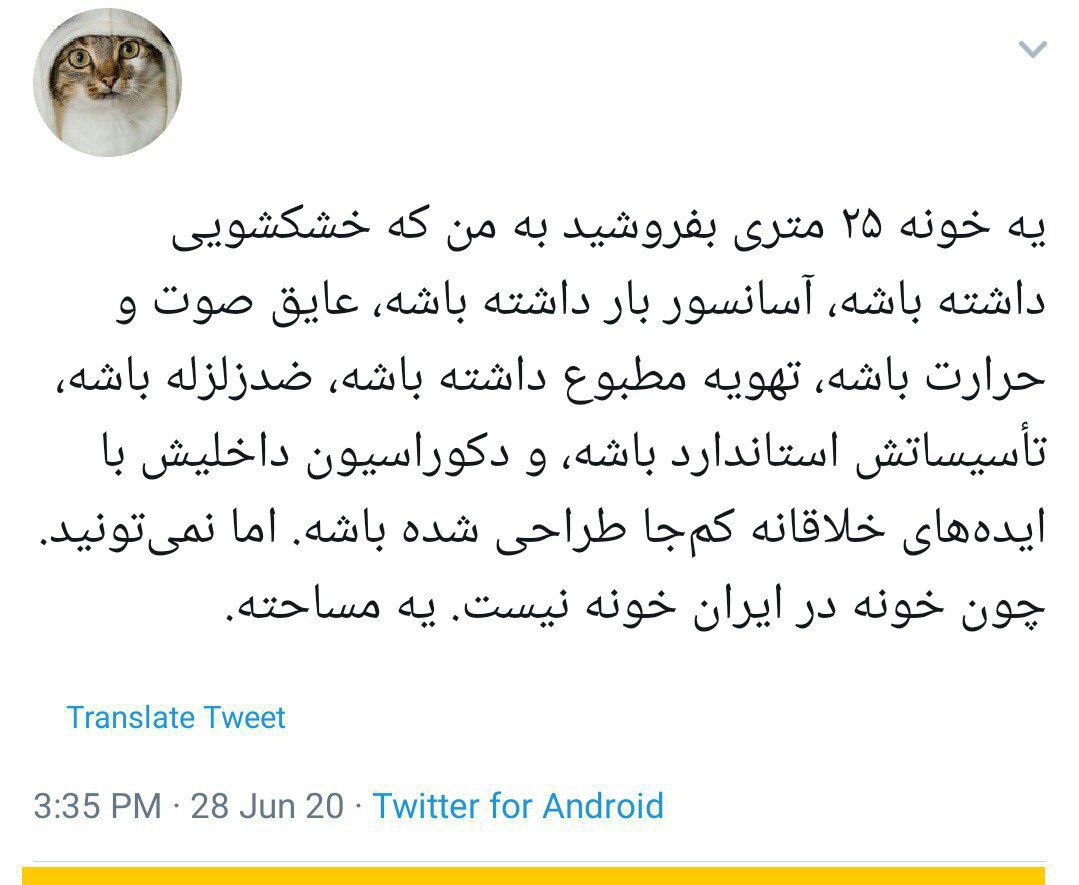 یه خونه ۲۵ متری بفروشید به من که خشکشویی
داشته باشه، آسانسور بار داشته باشه، عایق صوت و
حرارت باشه، تهویه مطبوع داشته باشه، ضدزلزله باشه،
تأسیساتش استاندارد باشه، و دکوراسیون داخلیش با
ایده‌های خلاقانه کم‌جا طراحی شده باشه. اما نمی‌تونید.
چون خونه در ایران خونه نیست. یه مساحته.
Translate Tweet
3:35 PM · 28 Jun 20 · Twitter for Android